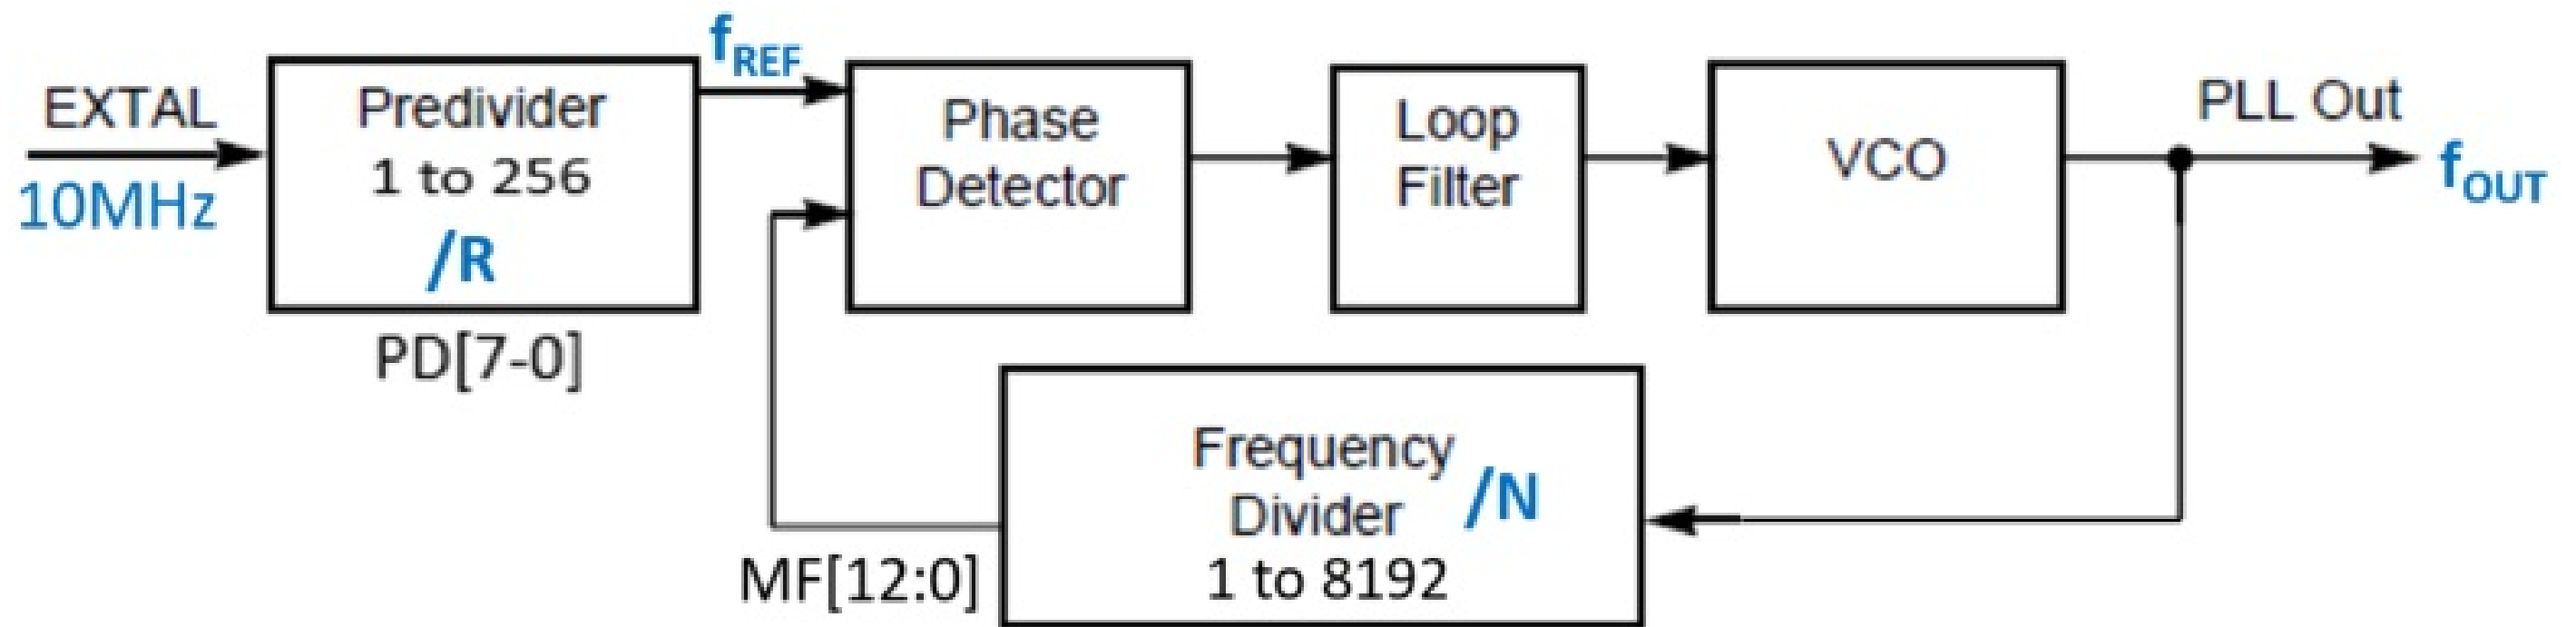 EXTAL
10MHz
Predivider
1 to 256
/R
PD[7-0]
fREF
Phase
Detector
Loop
Filter
VCO
PLL Out
fOUT
Frequency
Divider /N
1 to 8192
MF[12:0]